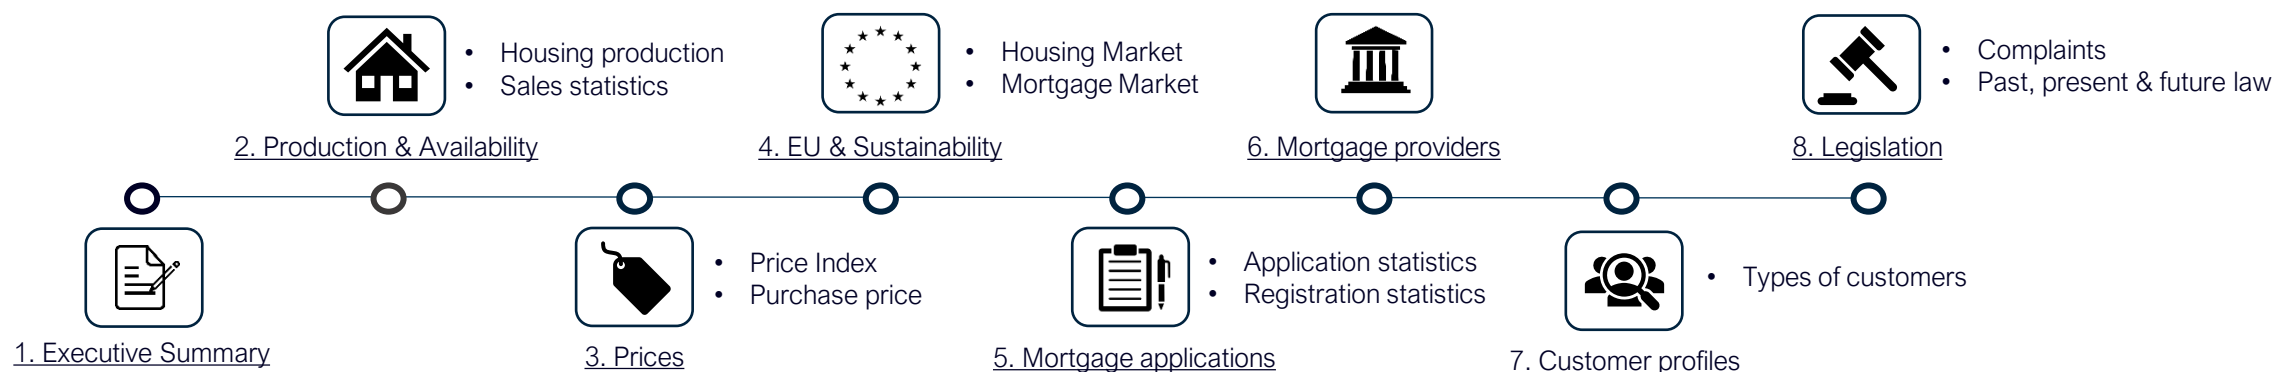 1. Executive Summary
• Housing production
• Sales statistics
2. Production & Availability
• Price Index
• Purchase price
3. Prices
• Housing Market
• Mortgage Market
4. EU & Sustainability
• Application statistics
• Registration statistics
5. Mortgage applications
6. Mortgage providers
• Types of customers
7. Customer profiles
• Complaints
• Past, present & future law
8. Legislation